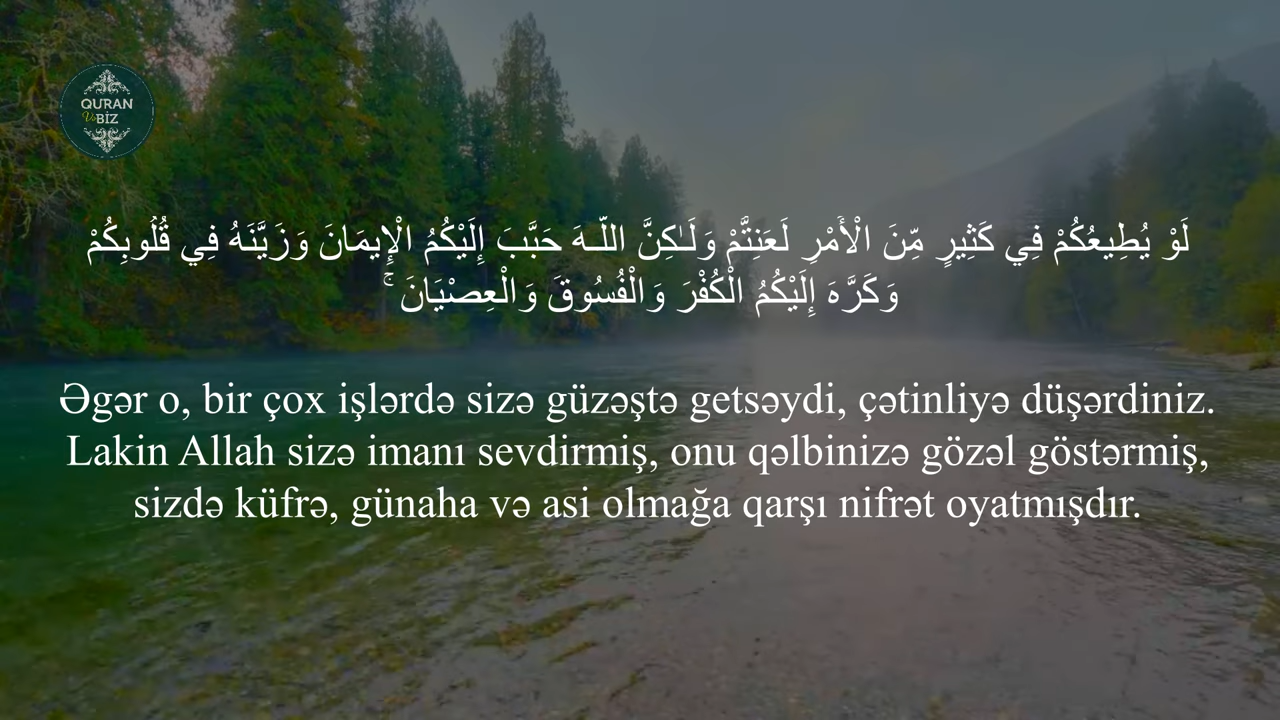 QURAN
Və BİZ
لَوْ يُطِيعُكُمْ فِي كَثِيرٍ مِّنَ الْأَمْرِ لَعَنِتُّمْ وَلَـٰكِنَّ اللَّـهَ حَبَّبَ إِلَيْكُمُ الْإِيمَانَ وَزَيَّنَهُ فِي قُلُوبِكُمْ
وَكَرَّهَ إِلَيْكُمُ الْكُفْرَ وَالْفُسُوقَ وَالْعِصْيَانَ ۚ
Əgər o, bir çox işlərdə sizə güzəştə getsəydi, çətinliyə düşərdiniz.
Lakin Allah sizə imanı sevdirmiş, onu qəlbinizə gözəl göstərmiş,
sizdə küfrə, günaha və asi olmağa qarşı nifrət oyatmışdır.